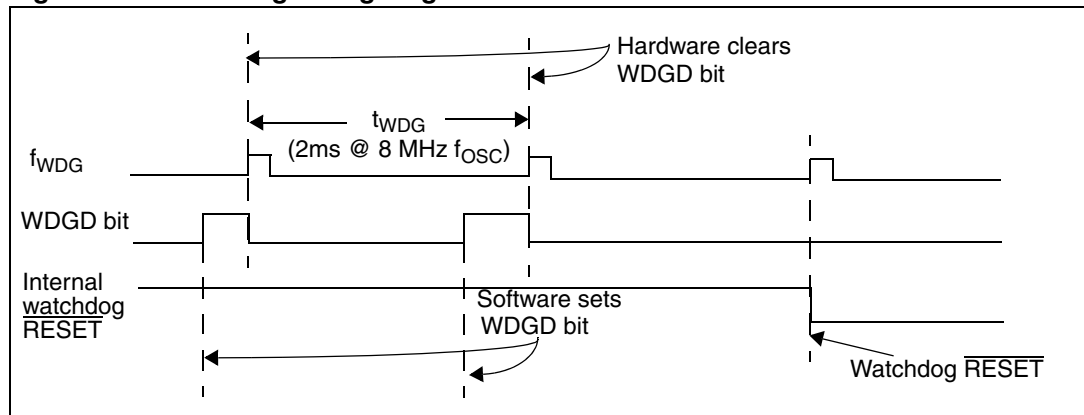 Hardware clears
WDGD bit
tWDG
(2ms @ 8 MHz fOSC)
fWDG
WDGD bit
Internal
watchdog
RESET
Software sets
WDGD bit
Watchdog RESET